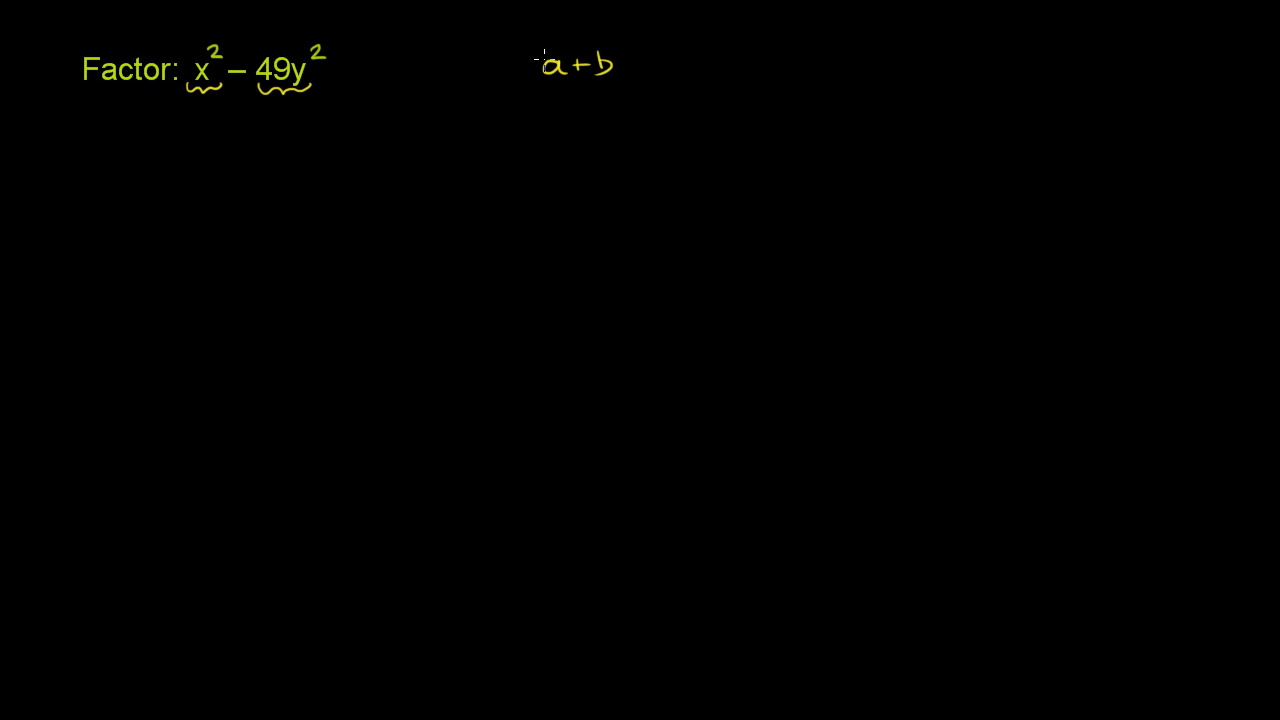 Factor: x² – 49y²
a + b